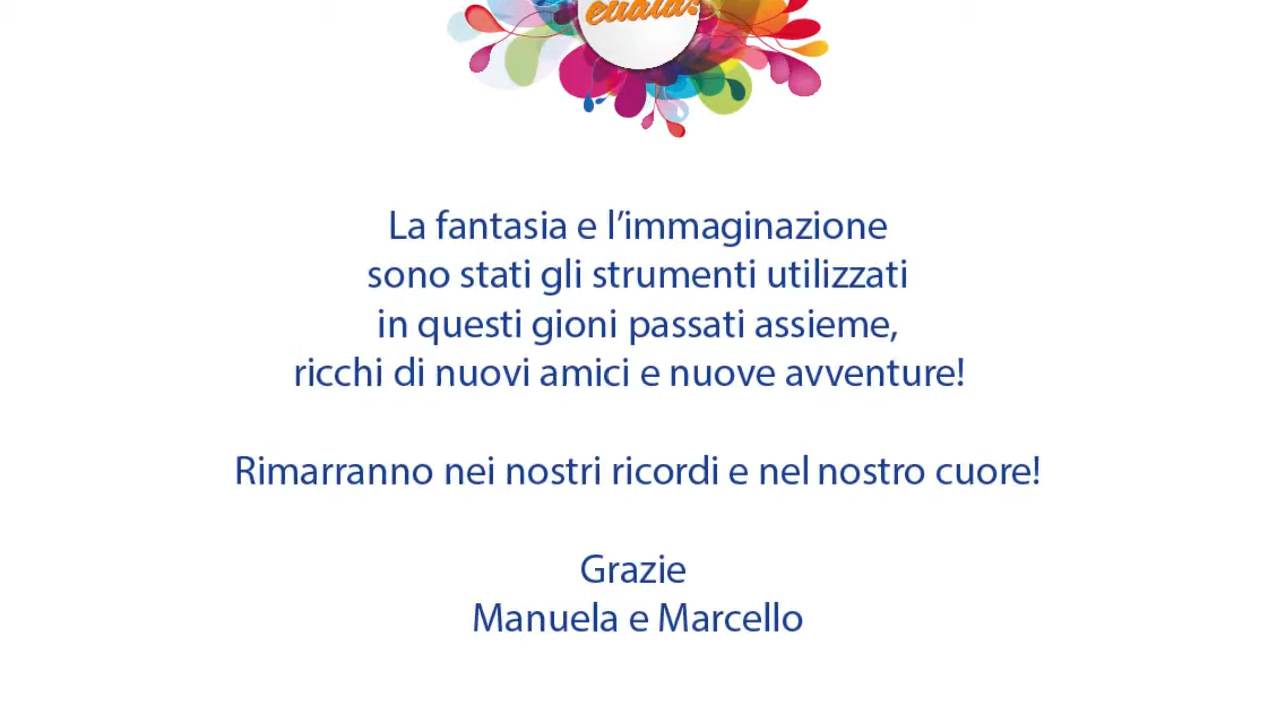 La fantasia e l’immaginazione
sono stati gli strumenti utilizzati
in questi gioni passati assieme,
ricchi di nuovi amici e nuove avventure!
Rimarranno nei nostri ricordi e nel nostro cuore!
Grazie
Manuela e Marcello